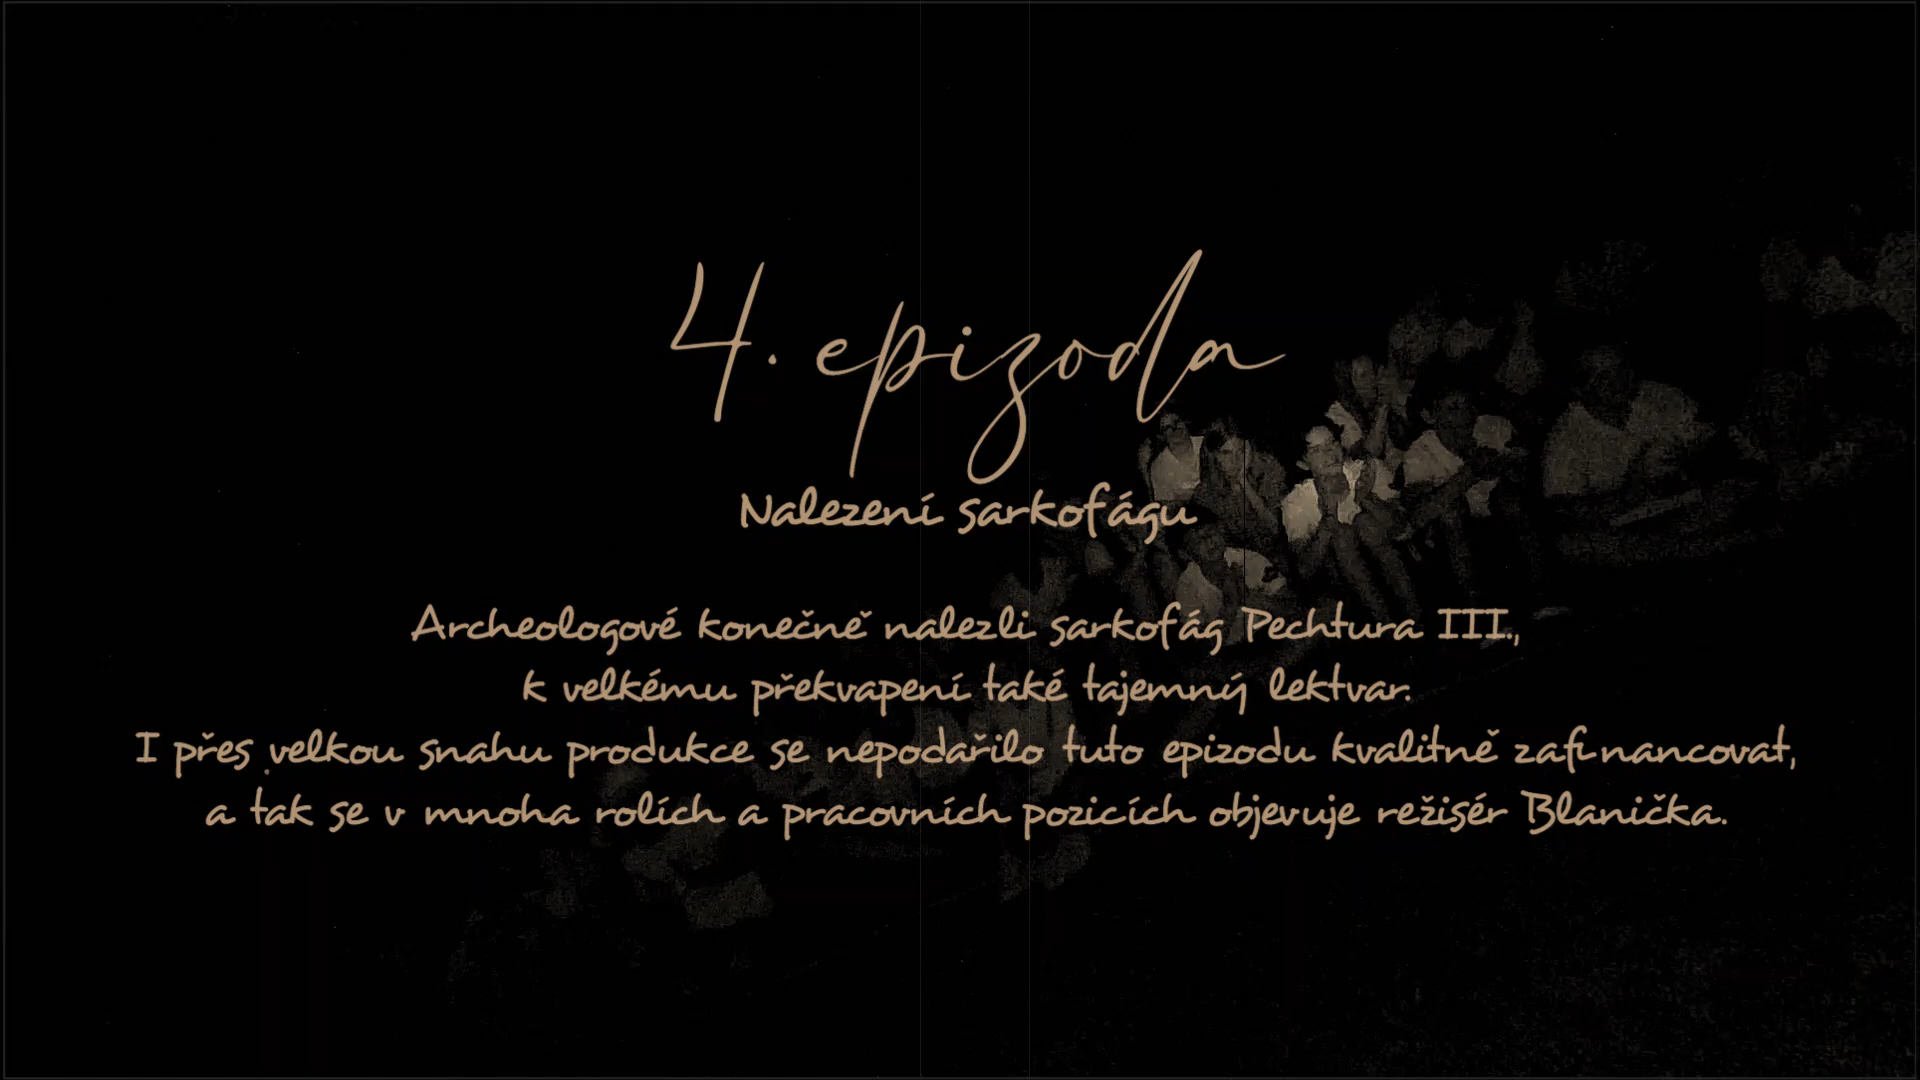 4. epizoda
Nalezení sarkofágu
Archeologové konečně nalezli sarkofág Pechtura III.,
k velkému překvapení také tajemný lektvar.
I přes velkou snahu produkce se nepodařilo tuto epizodu kvalitně zafinancovat,
a tak se v mnoha rolích a pracovních pozicích objevuje režisér Blanička.